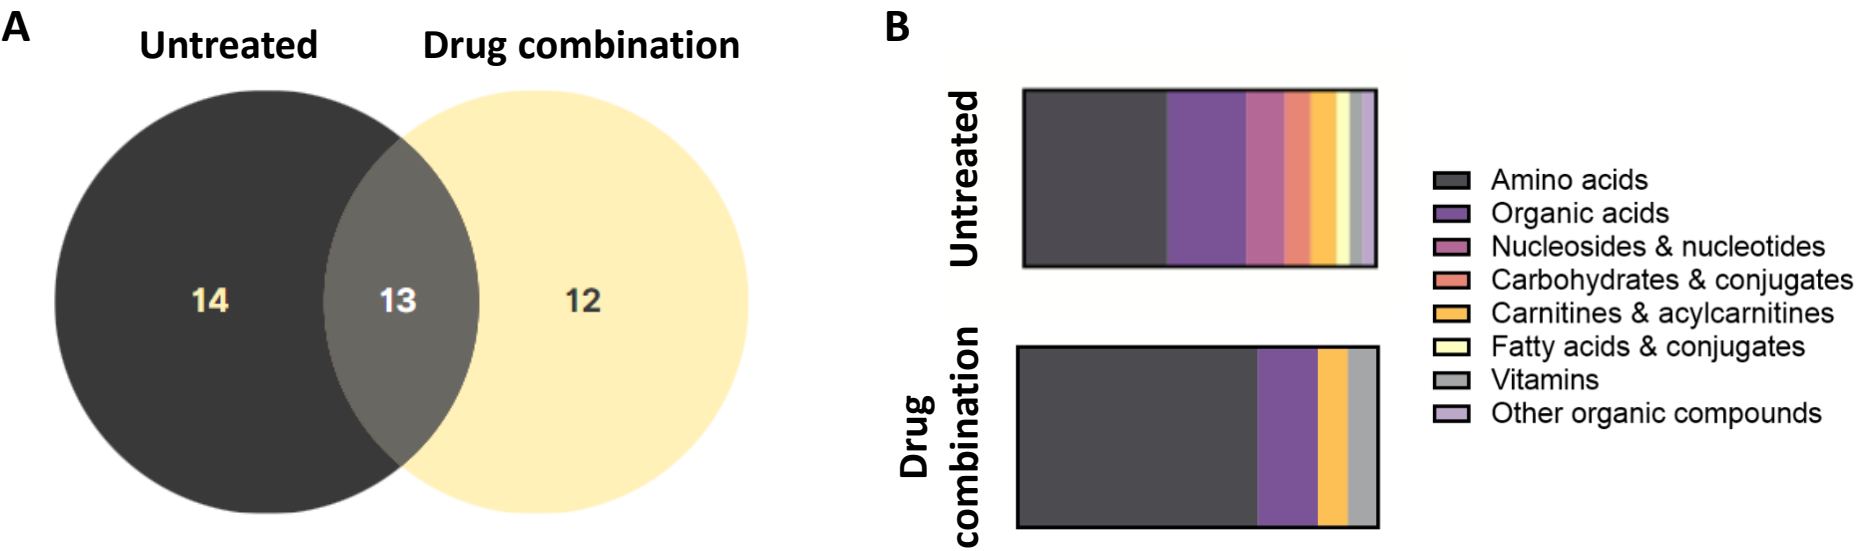 A
Untreated
Drug combination
14
13
12
B
Untreated
Drug
combination
Amino acids
Organic acids
Nucleosides & nucleotides
Carbohydrates & conjugates
Carnitines & acylcarnitines
Fatty acids & conjugates
Vitamins
Other organic compounds